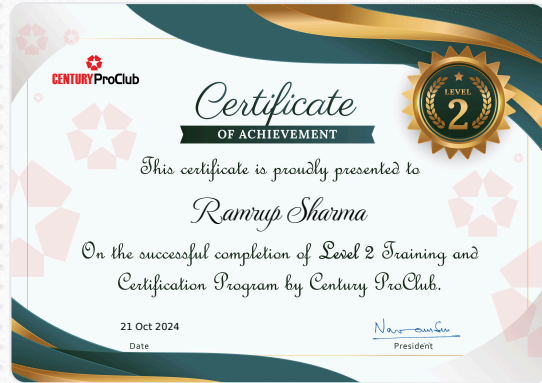 CENTURY ProClub
Certificate
OF ACHIEVEMENT
LEVEL
2
This certificate is proudly presented to
Ramrup Sharma
On the successful completion of Level 2 Training and
Certification Program by Century ProClub.
21 Oct 2024
Date
President